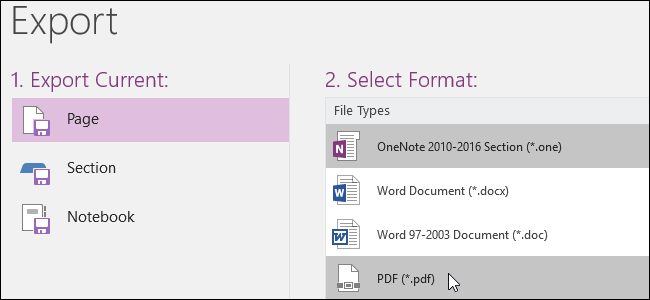 Export
1. Export Current:
Page
Section
Notebook
2. Select Format:
File Types
OneNote 2010-2016 Section (*.one)
Word Document (*.docx)
Word 97-2003 Document (*.doc)
PDF (*.pdf)